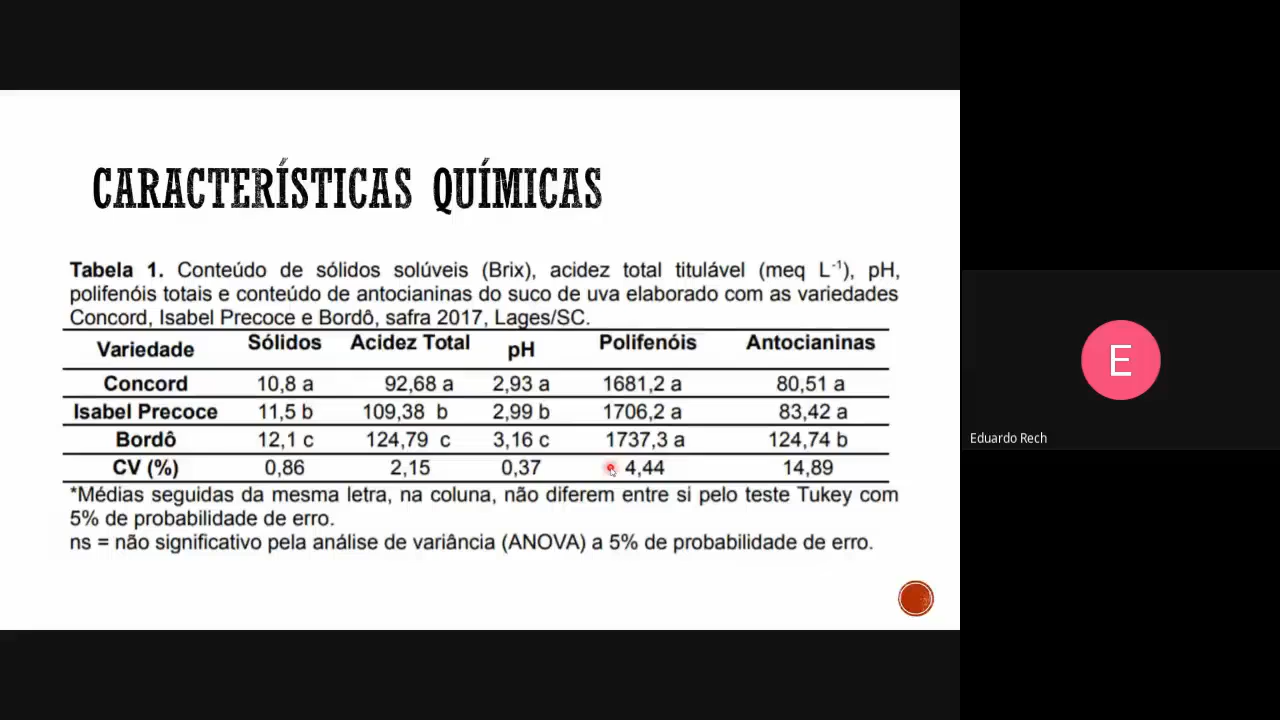 CARACTERÍSTICAS QUÍMICAS
Tabela 1. Conteúdo de sólidos solúveis (Brix), acidez total titulável (meq L⁻¹), pH,
polifenóis totais e conteúdo de antocianinas do suco de uva elaborado com as variedades
Concord, Isabel Precoce e Bordô, safra 2017, Lages/SC.
Variedade Sólidos Acidez Total pH Polifenóis Antocianinas
Concord 10,8 a 92,68 a 2,93 a 1681,2 a 80,51 a
Isabel Precoce 11,5 b 109,38 b 2,99 b 1706,2 a 83,42 a
Bordô 12,1 c 124,79 c 3,16 c 1737,3 a 124,74 b
CV (%) 0,86 2,15 0,37 4,44 14,89
*Médias seguidas da mesma letra, na coluna, não diferem entre si pelo teste Tukey com
5% de probabilidade de erro.
ns = não significativo pela análise de variância (ANOVA) a 5% de probabilidade de erro.
E
Eduardo Rech